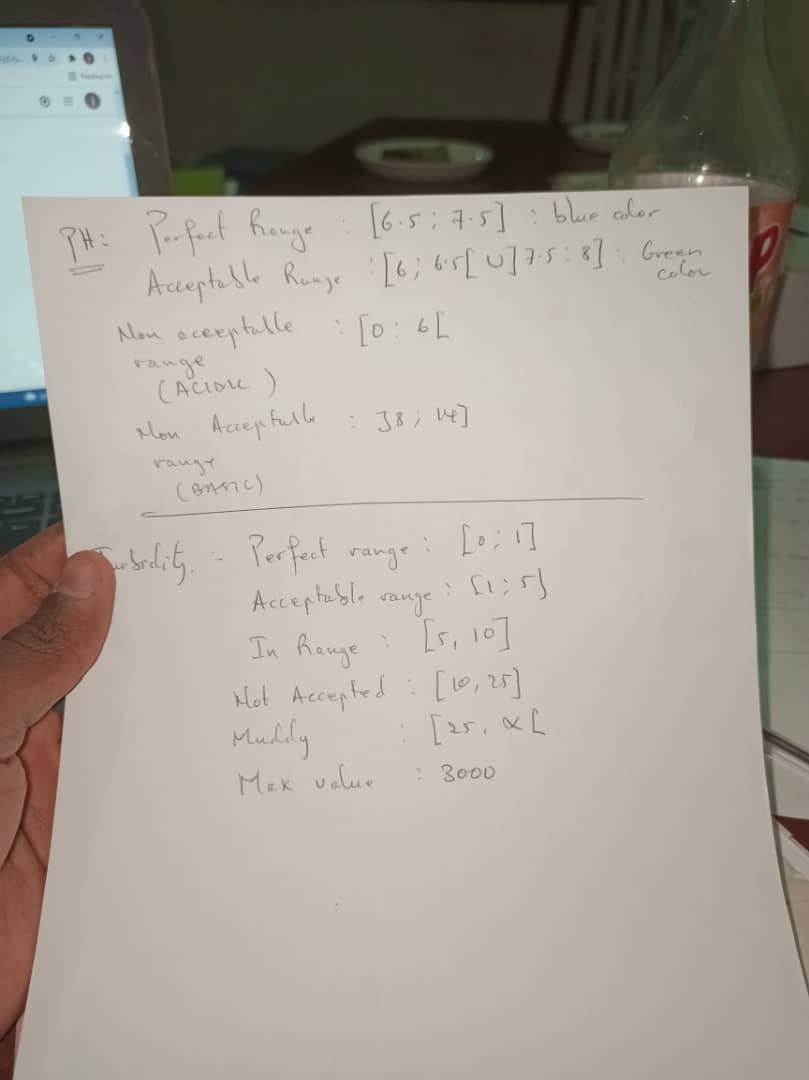 PH: Perfect Range : [6.5 ; 7.5] : blue color
Acceptable Range : [6 ; 6.5[ U ] 7.5 : 8] : Green color
Non acceptable range (ACIDIC) : [0 : 6[
Non Acceptable range (BASIC) : ]8 ; 14]
Turbidity :- Perfect range : [0 ; 1]
Acceptable range : [1 ; 5}
In Range : [5, 10]
Not Accepted : [10, 25]
Muddy : [25, ∝ [
Max value : 3000